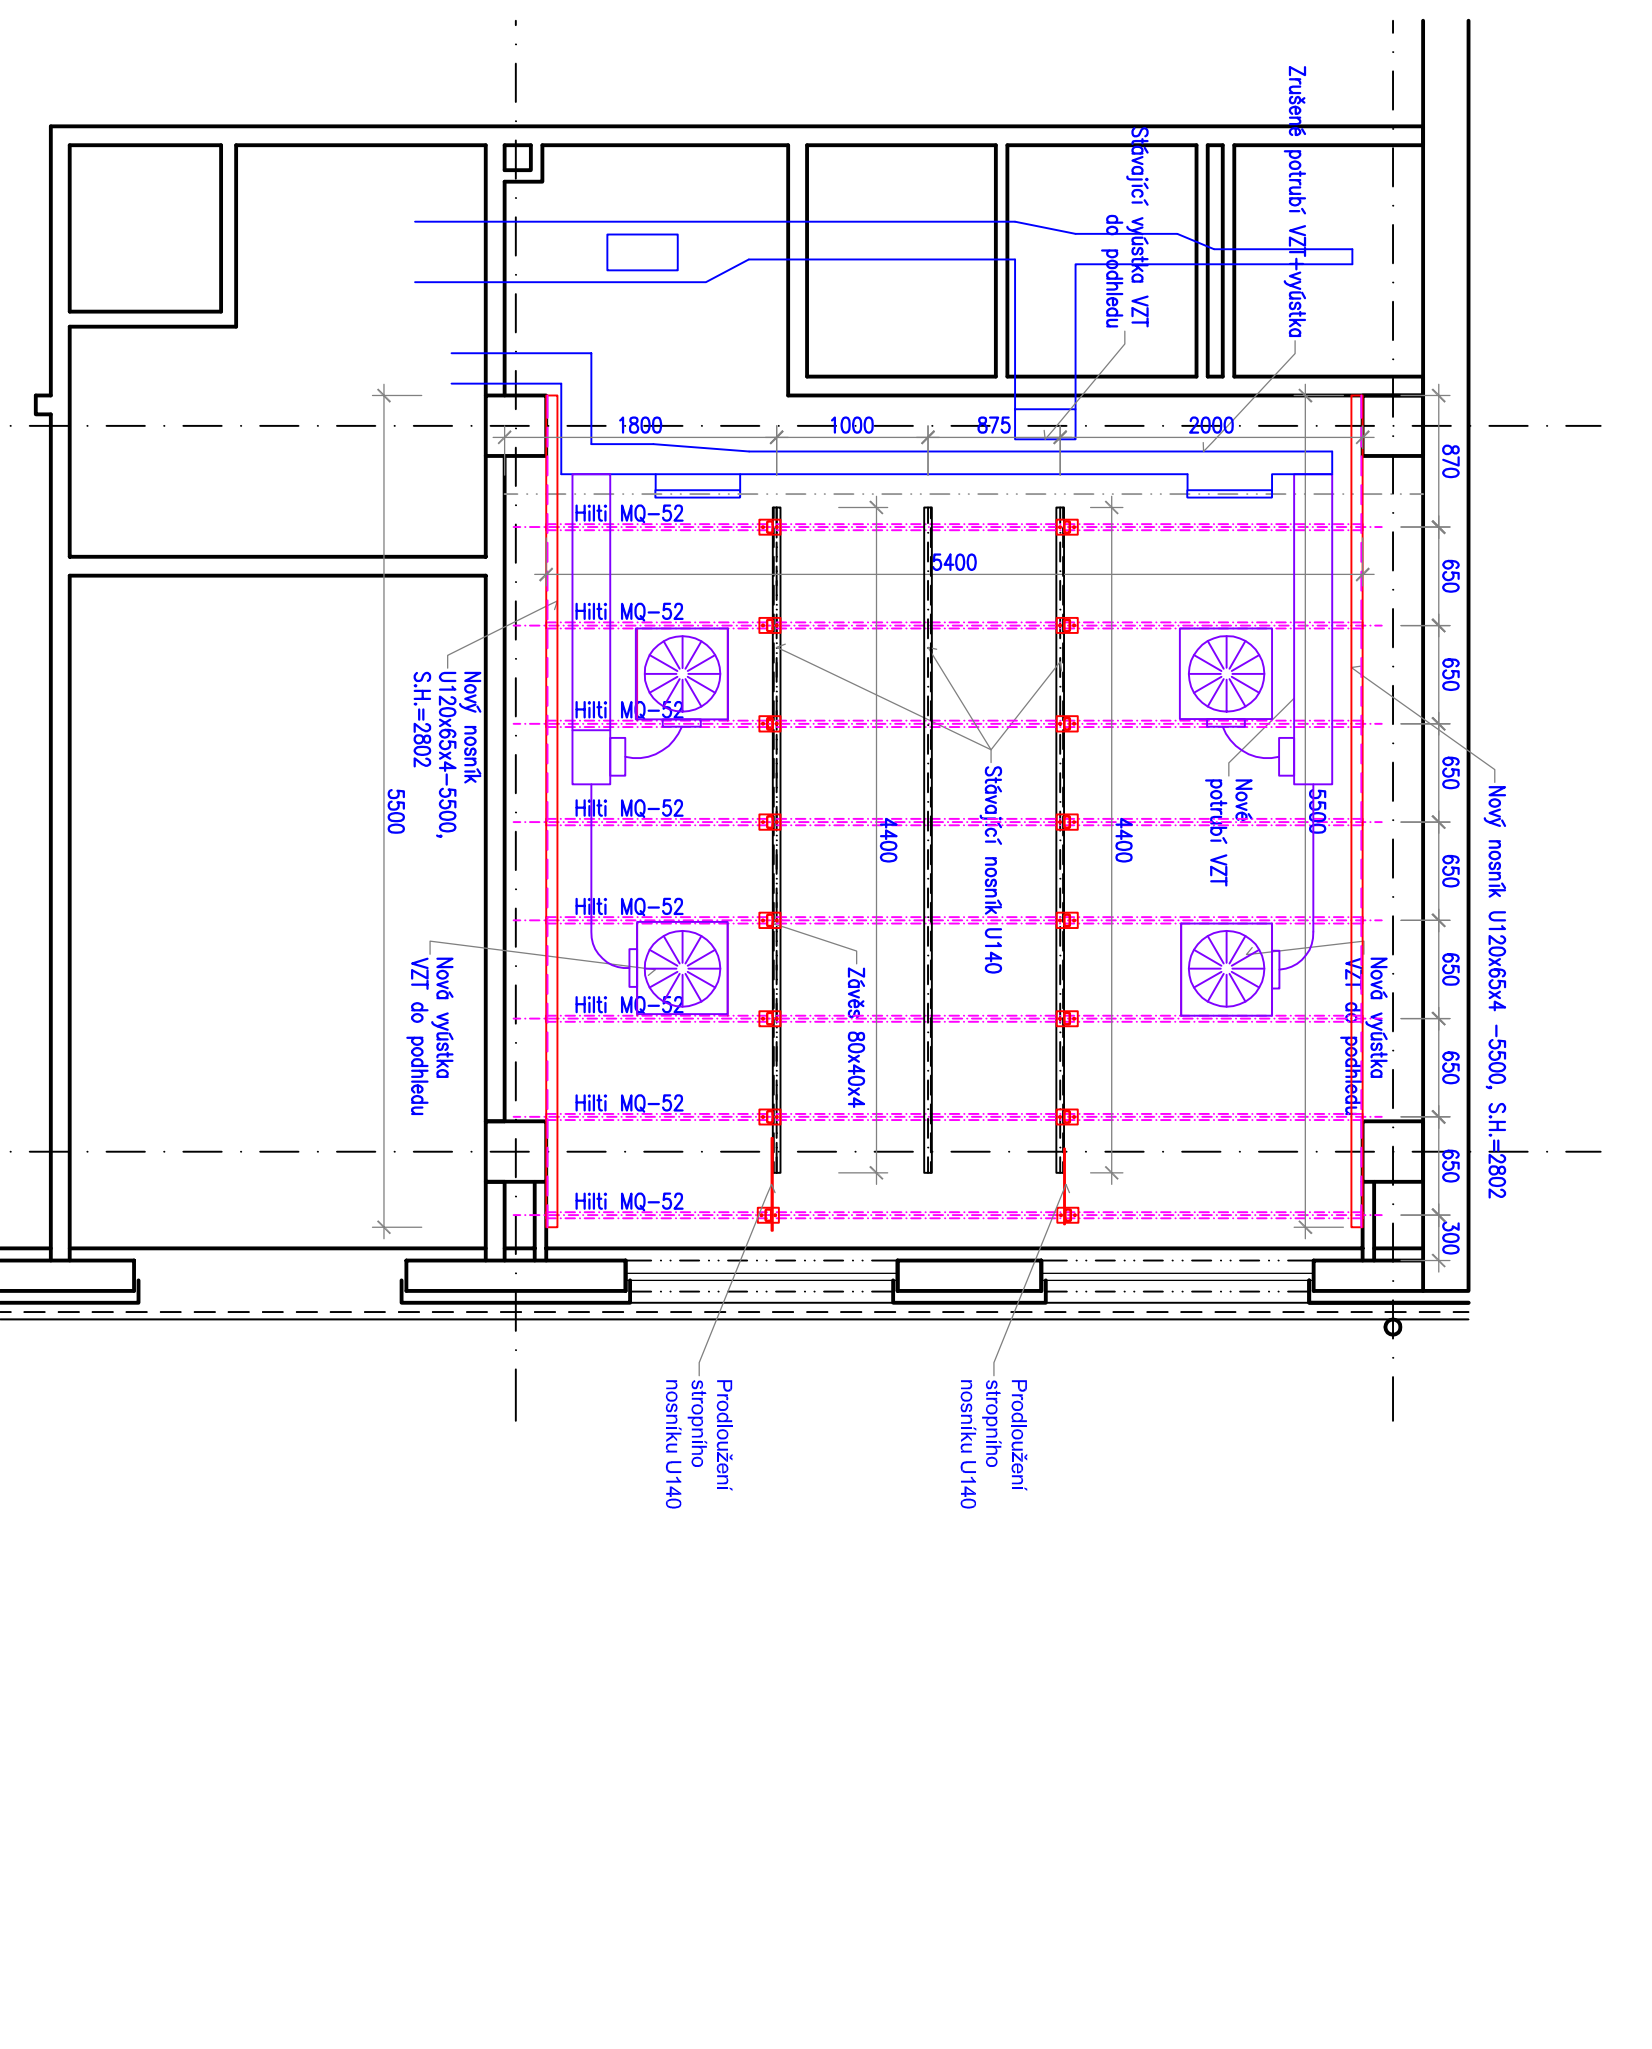 Zrušené potrubí VZT+vyústka
Stávající vyústka VZT
do podhledu
1800
1000
875
2000
870
650
650
650
650
650
650
650
300
Hilti MQ-52
Hilti MQ-52
Hilti MQ-52
Hilti MQ-52
Hilti MQ-52
Hilti MQ-52
Hilti MQ-52
Hilti MQ-52
5400
Nový nosník
U120x65x4-5500,
S.H.=2802
5500
4400
4400
5500
Stávající nosník U140
Nové
potrubí VZT
Nový nosník U120x65x4 -5500, S.H.=2802
Nová vyústka
VZT do podhledu
Závěs 80x40x4
Nová vyústka
VZT do podhledu
Prodloužení
stropního
nosníku U140
Prodloužení
stropního
nosníku U140